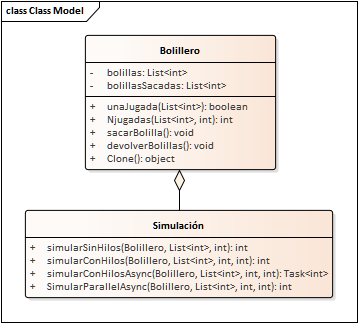 class Class Model
Bolillero
- bolillas: List<int>
- bolillasSacadas: List<int>
+ unaJugada(List<int>): boolean
+ Njugadas(List<int>, int): int
+ sacarBolilla(): void
+ devolverBolillas(): void
+ Clone(): object
Simulación
+ simularSinHilos(Bolillero, List<int>, int): int
+ simularConHilos(Bolillero, List<int>, int, int): int
+ simularConHilosAsync(Bolillero, List<int>, int, int): Task<int>
+ SimularParallelAsync(Bolillero, List<int>, int, int): int